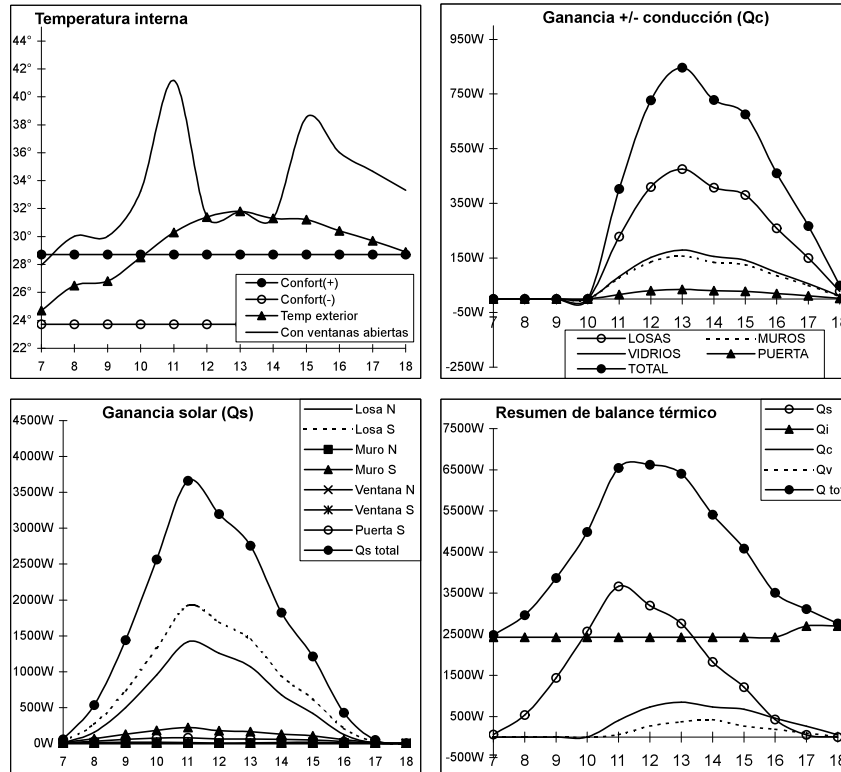 Temperatura interna
44°
42°
40°
38°
36°
34°
32°
30°
28°
26°
24°
22°
7 8 9 10 11 12 13 14 15 16 17 18
Confort(+)
Confort(-)
Temp exterior
Con ventanas abiertas
Ganancia +/- conducción (Qc)
950W
750W
550W
350W
150W
-50W
-250W
7 8 9 10 11 12 13 14 15 16 17 18
LOSAS MUROS
VIDRIOS PUERTA
TOTAL
Ganancia solar (Qs)
4500W
4000W
3500W
3000W
2500W
2000W
1500W
1000W
500W
0W
7 8 9 10 11 12 13 14 15 16 17 18
Losa N
Losa S
Muro N
Muro S
Ventana N
Ventana S
Puerta S
Qs total
Resumen de balance térmico
7500W
6500W
5500W
4500W
3500W
2500W
1500W
500W
-500W
7 8 9 10 11 12 13 14 15 16 17 18
Qs
Qi
Qc
Qv
Q tot